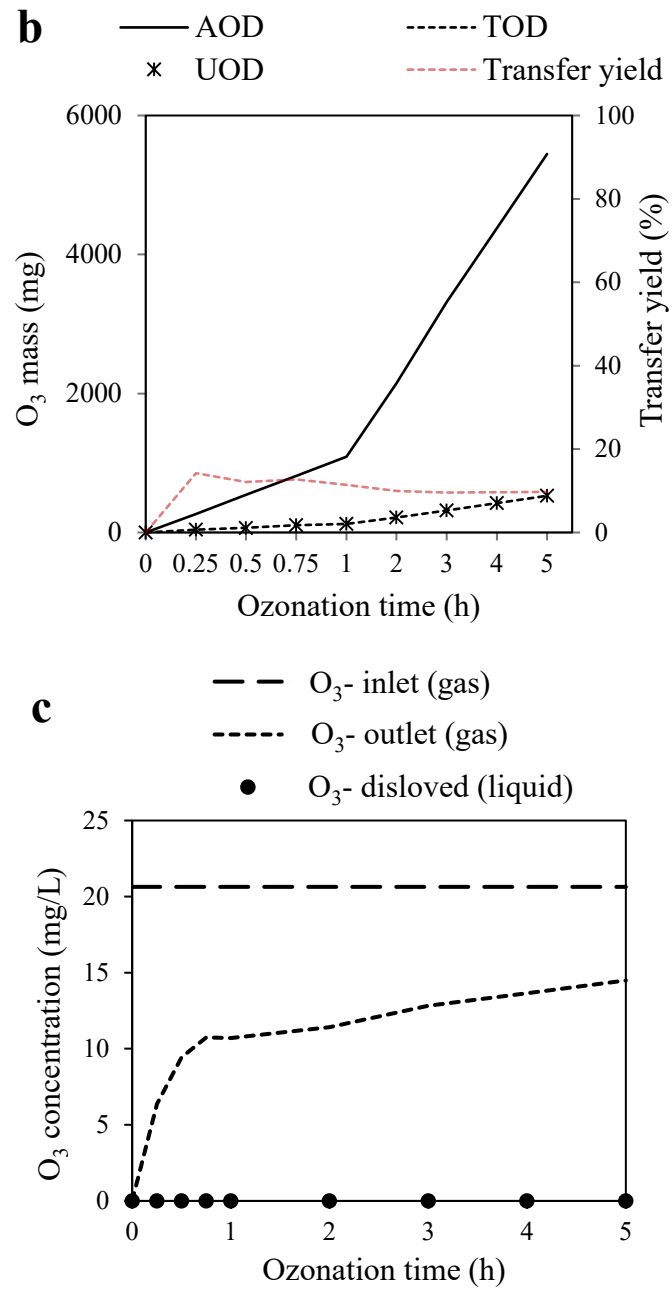 b
AOD
TOD
UOD
Transfer yield
6000
4000
2000
0
O₃ mass (mg)
100
80
60
40
20
0
Transfer yield (%)
0 0.25 0.5 0.75 1 2 3 4 5
Ozonation time (h)
c
O₃- inlet (gas)
O₃- outlet (gas)
O₃- disloved (liquid)
25
20
15
10
5
0
O₃ concentration (mg/L)
0 1 2 3 4 5
Ozonation time (h)